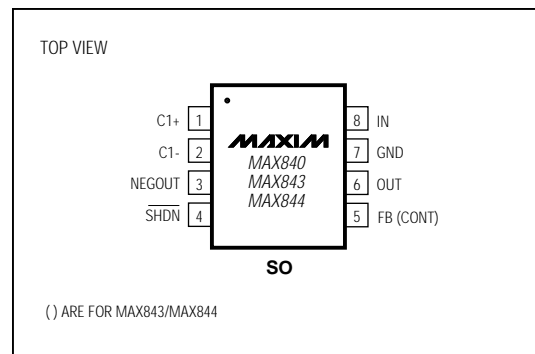 TOP VIEW
C1+ 1
C1- 2
NEGOUT 3
SHDN 4
MAXIM
MAX840
MAX843
MAX844
8 IN
7 GND
6 OUT
5 FB (CONT)
SO
( ) ARE FOR MAX843/MAX844